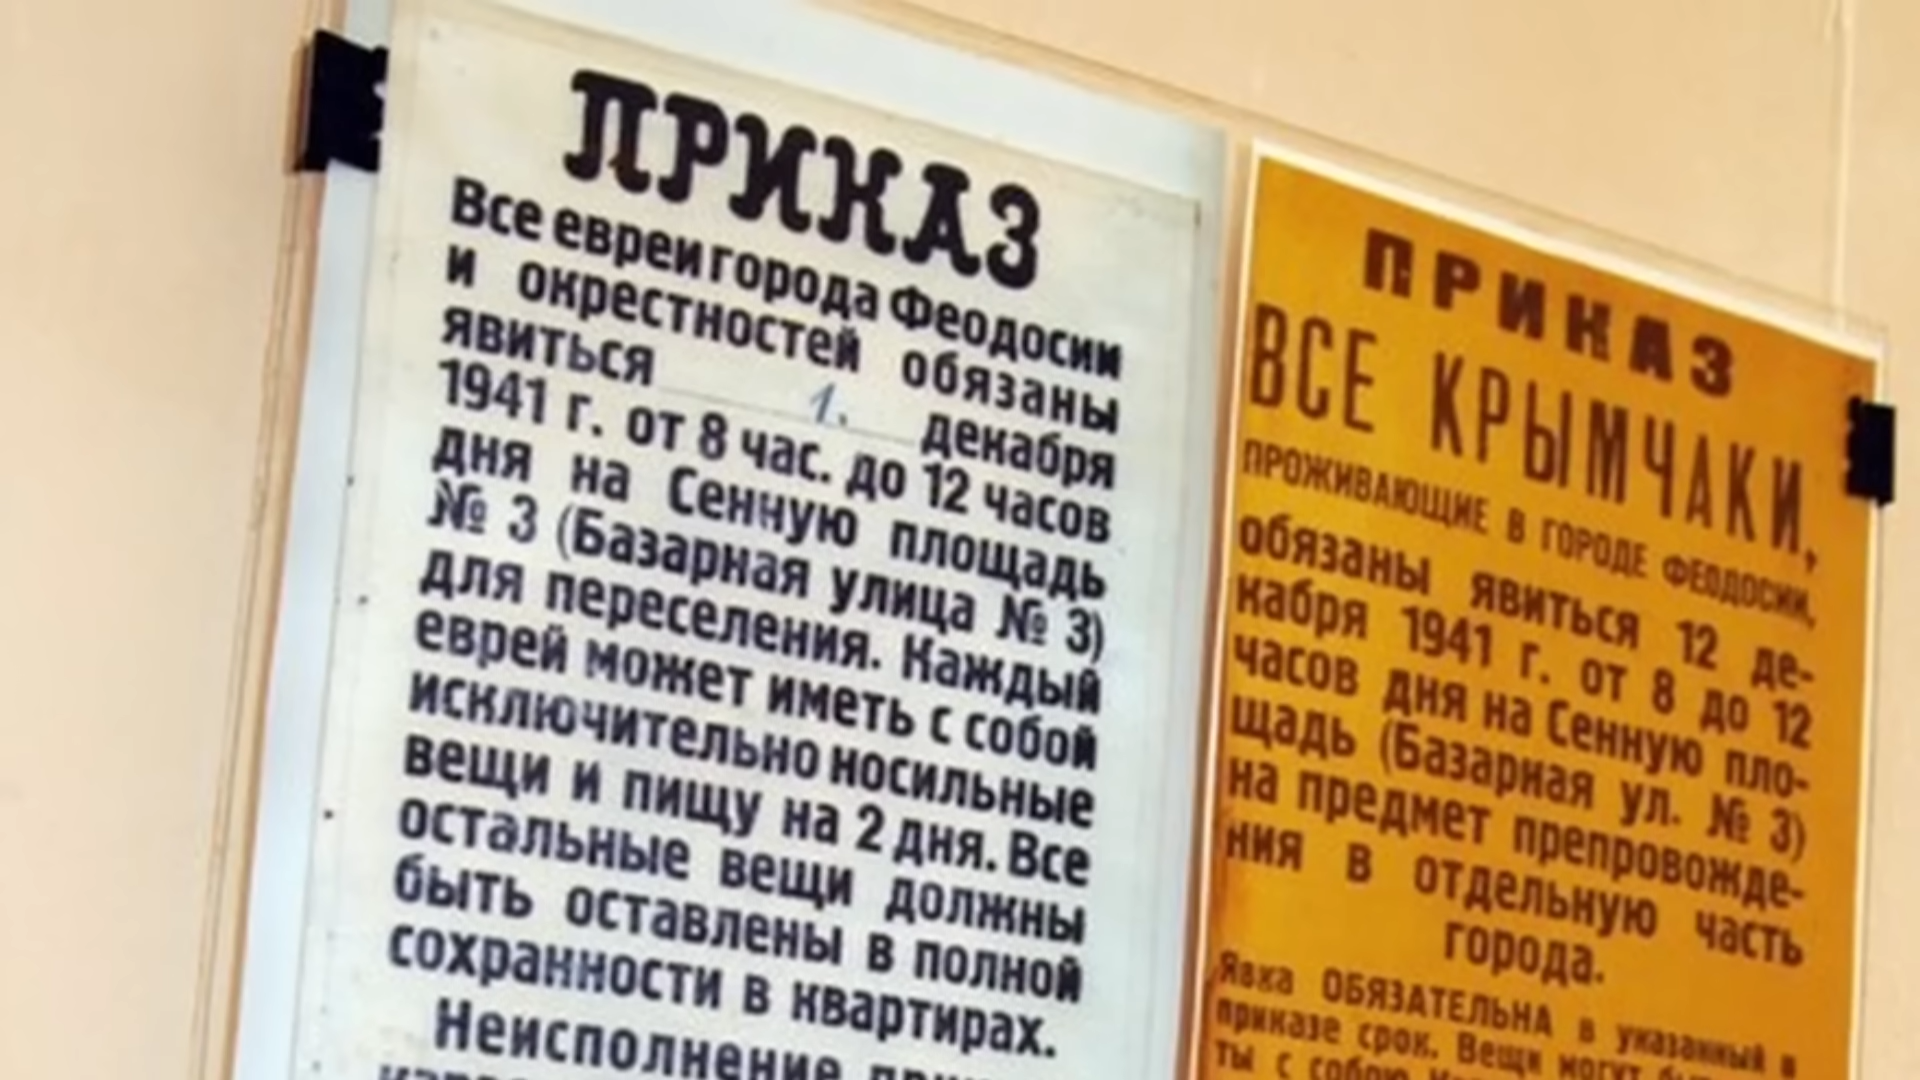 ПРИКАЗ
Все евреи города Феодосии
и окрестностей обязаны
явиться 1. декабря
1941 г. от 8 час. до 12 часов
дня на Сенную площадь
№ 3 (Базарная улица № 3)
для переселения. Каждый
еврей может иметь с собой
исключительно носильные
вещи и пищу на 2 дня. Все
остальные вещи должны
быть оставлены в полной
сохранности в квартирах.
Неисполнение
ПРИКАЗ
ВСЕ КРЫМЧАКИ,
ПРОЖИВАЮЩИЕ В ГОРОДЕ ФЕОДОСИИ,
обязаны явиться 12 де-
кабря 1941 г. от 8 до 12
часов дня на Сенную пло-
щадь (Базарная ул. № 3)
на предмет препровожде-
ния в отдельную часть
города.
Явка ОБЯЗАТЕЛЬНА в указанный в
приказе срок. Вещи могут
ты с собою